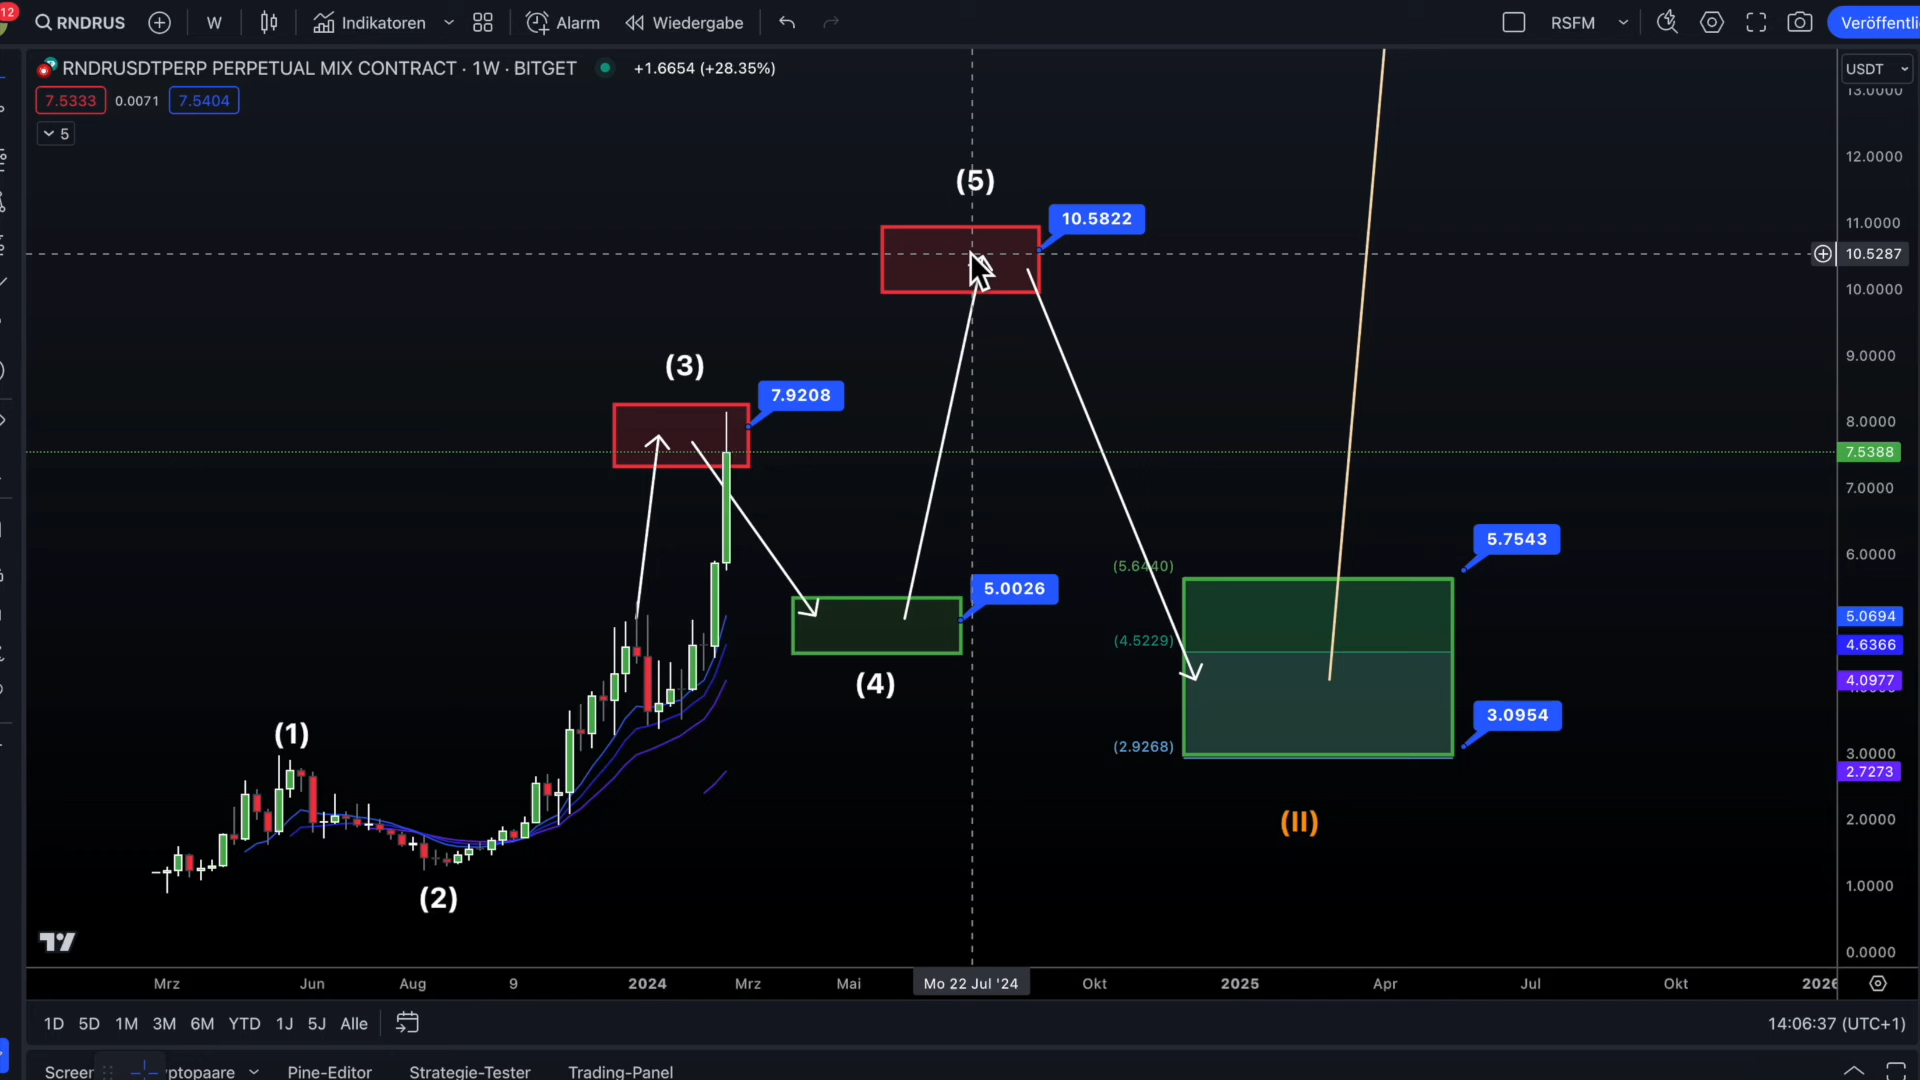 12
RNDRUS
W
Indikatoren
Alarm
Wiedergabe
RSFM
RNDRUSDTPERP PERPETUAL MIX CONTRACT · 1W · BITGET
+1.6654 (+28.35%)
USDT
7.5333
0.0071
7.5404
5
13.0000
12.0000
11.0000
10.5287
10.0000
9.0000
8.0000
7.5388
7.0000
6.0000
5.0694
4.6366
4.0977
3.0000
2.7273
2.0000
1.0000
0.0000
(5)
10.5822
(3)
7.9208
5.7543
(5.6440)
5.0026
(4.5229)
(4)
3.0954
(1)
(2.9268)
(II)
(2)
Mrz
Jun
Aug
9
2024
Mrz
Mai
Mo 22 Jul '24
Okt
2025
Apr
Jul
Okt
2026
1D
5D
1M
3M
6M
YTD
1J
5J
Alle
14:06:37 (UTC+1)
Pine-Editor
Strategie-Tester
Trading-Panel